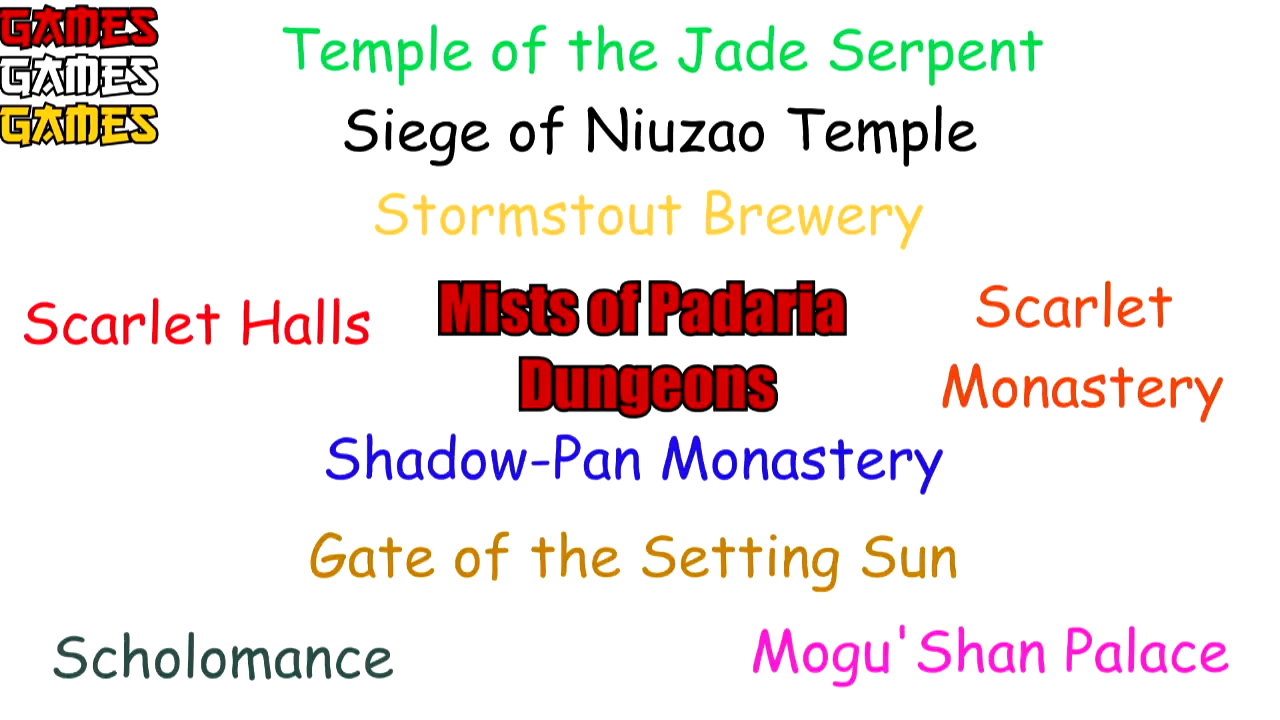 GAMES
GAMES
GAMES
Temple of the Jade Serpent
Siege of Niuzao Temple
Stormstout Brewery
Scarlet Halls
Mists of Padaria
Dungeons
Scarlet
Monastery
Shadow-Pan Monastery
Gate of the Setting Sun
Scholomance
Mogu'Shan Palace